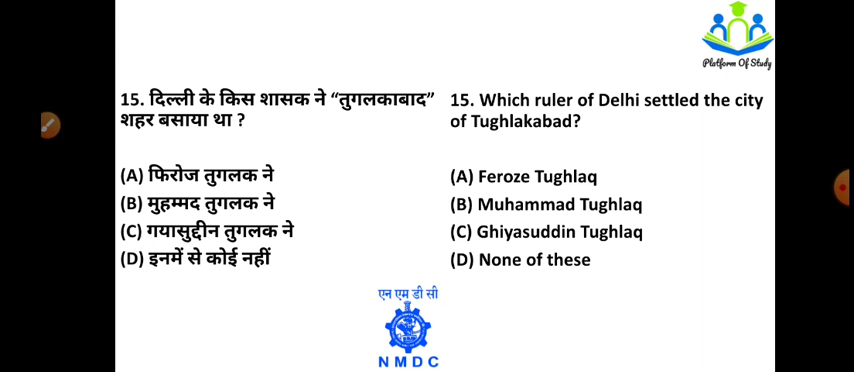 Platform Of Study
15. दिल्ली के किस शासक ने “तुगलकाबाद”
शहर बसाया था ?
(A) फिरोज तुगलक ने
(B) मुहम्मद तुगलक ने
(C) गयासुद्दीन तुगलक ने
(D) इनमें से कोई नहीं
15. Which ruler of Delhi settled the city
of Tughlakabad?
(A) Feroze Tughlaq
(B) Muhammad Tughlaq
(C) Ghiyasuddin Tughlaq
(D) None of these
एन एम डी सी
NMDC